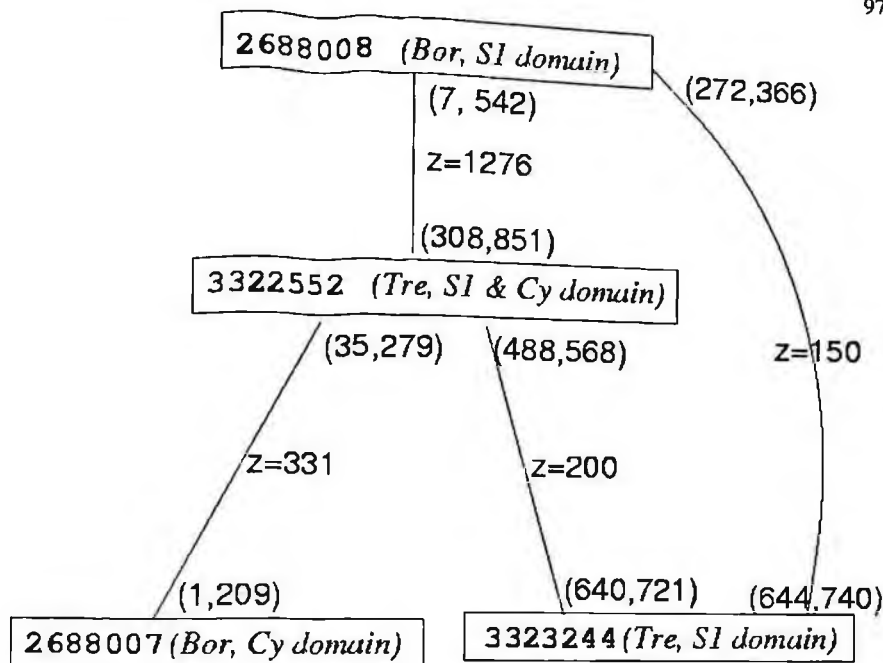 97
2688008 (Bor, S1 domain)
(7, 542)
(272,366)
z=1276
(308,851)
3322552 (Tre, S1 & Cy domain)
(35,279)
(488,568)
z=150
z=331
z=200
(1,209)
(640,721)
(644,740)
2688007 (Bor, Cy domain)
3323244 (Tre, S1 domain)